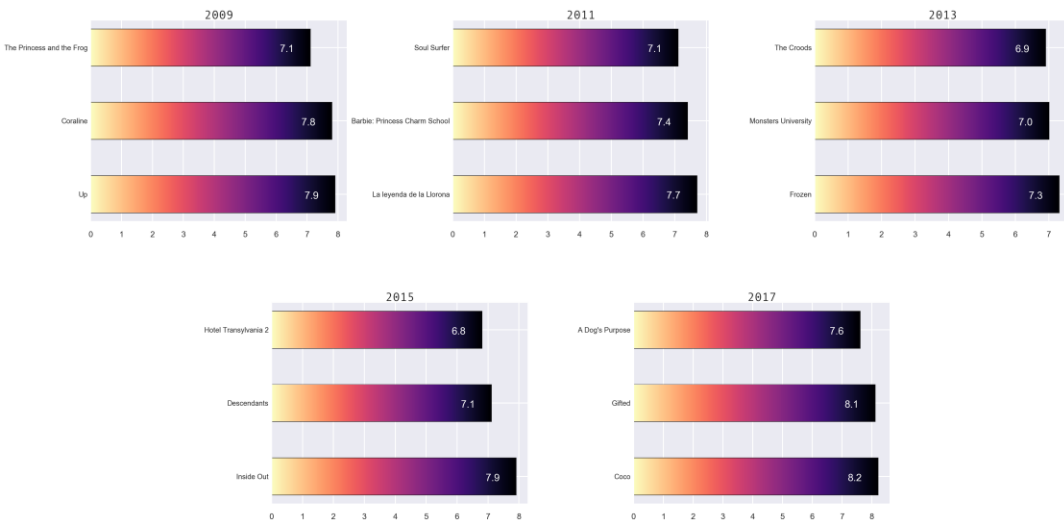 2009
The Princess and the Frog 7.1
Coraline 7.8
Up 7.9
0 1 2 3 4 5 6 7 8
2011
Soul Surfer 7.1
Barbie: Princess Charm School 7.4
La leyenda de la Llorona 7.7
0 1 2 3 4 5 6 7 8
2013
The Croods 6.9
Monsters University 7.0
Frozen 7.3
0 1 2 3 4 5 6 7
2015
Hotel Transylvania 2 6.8
Descendants 7.1
Inside Out 7.9
0 1 2 3 4 5 6 7 8
2017
A Dog's Purpose 7.6
Gifted 8.1
Coco 8.2
0 1 2 3 4 5 6 7 8